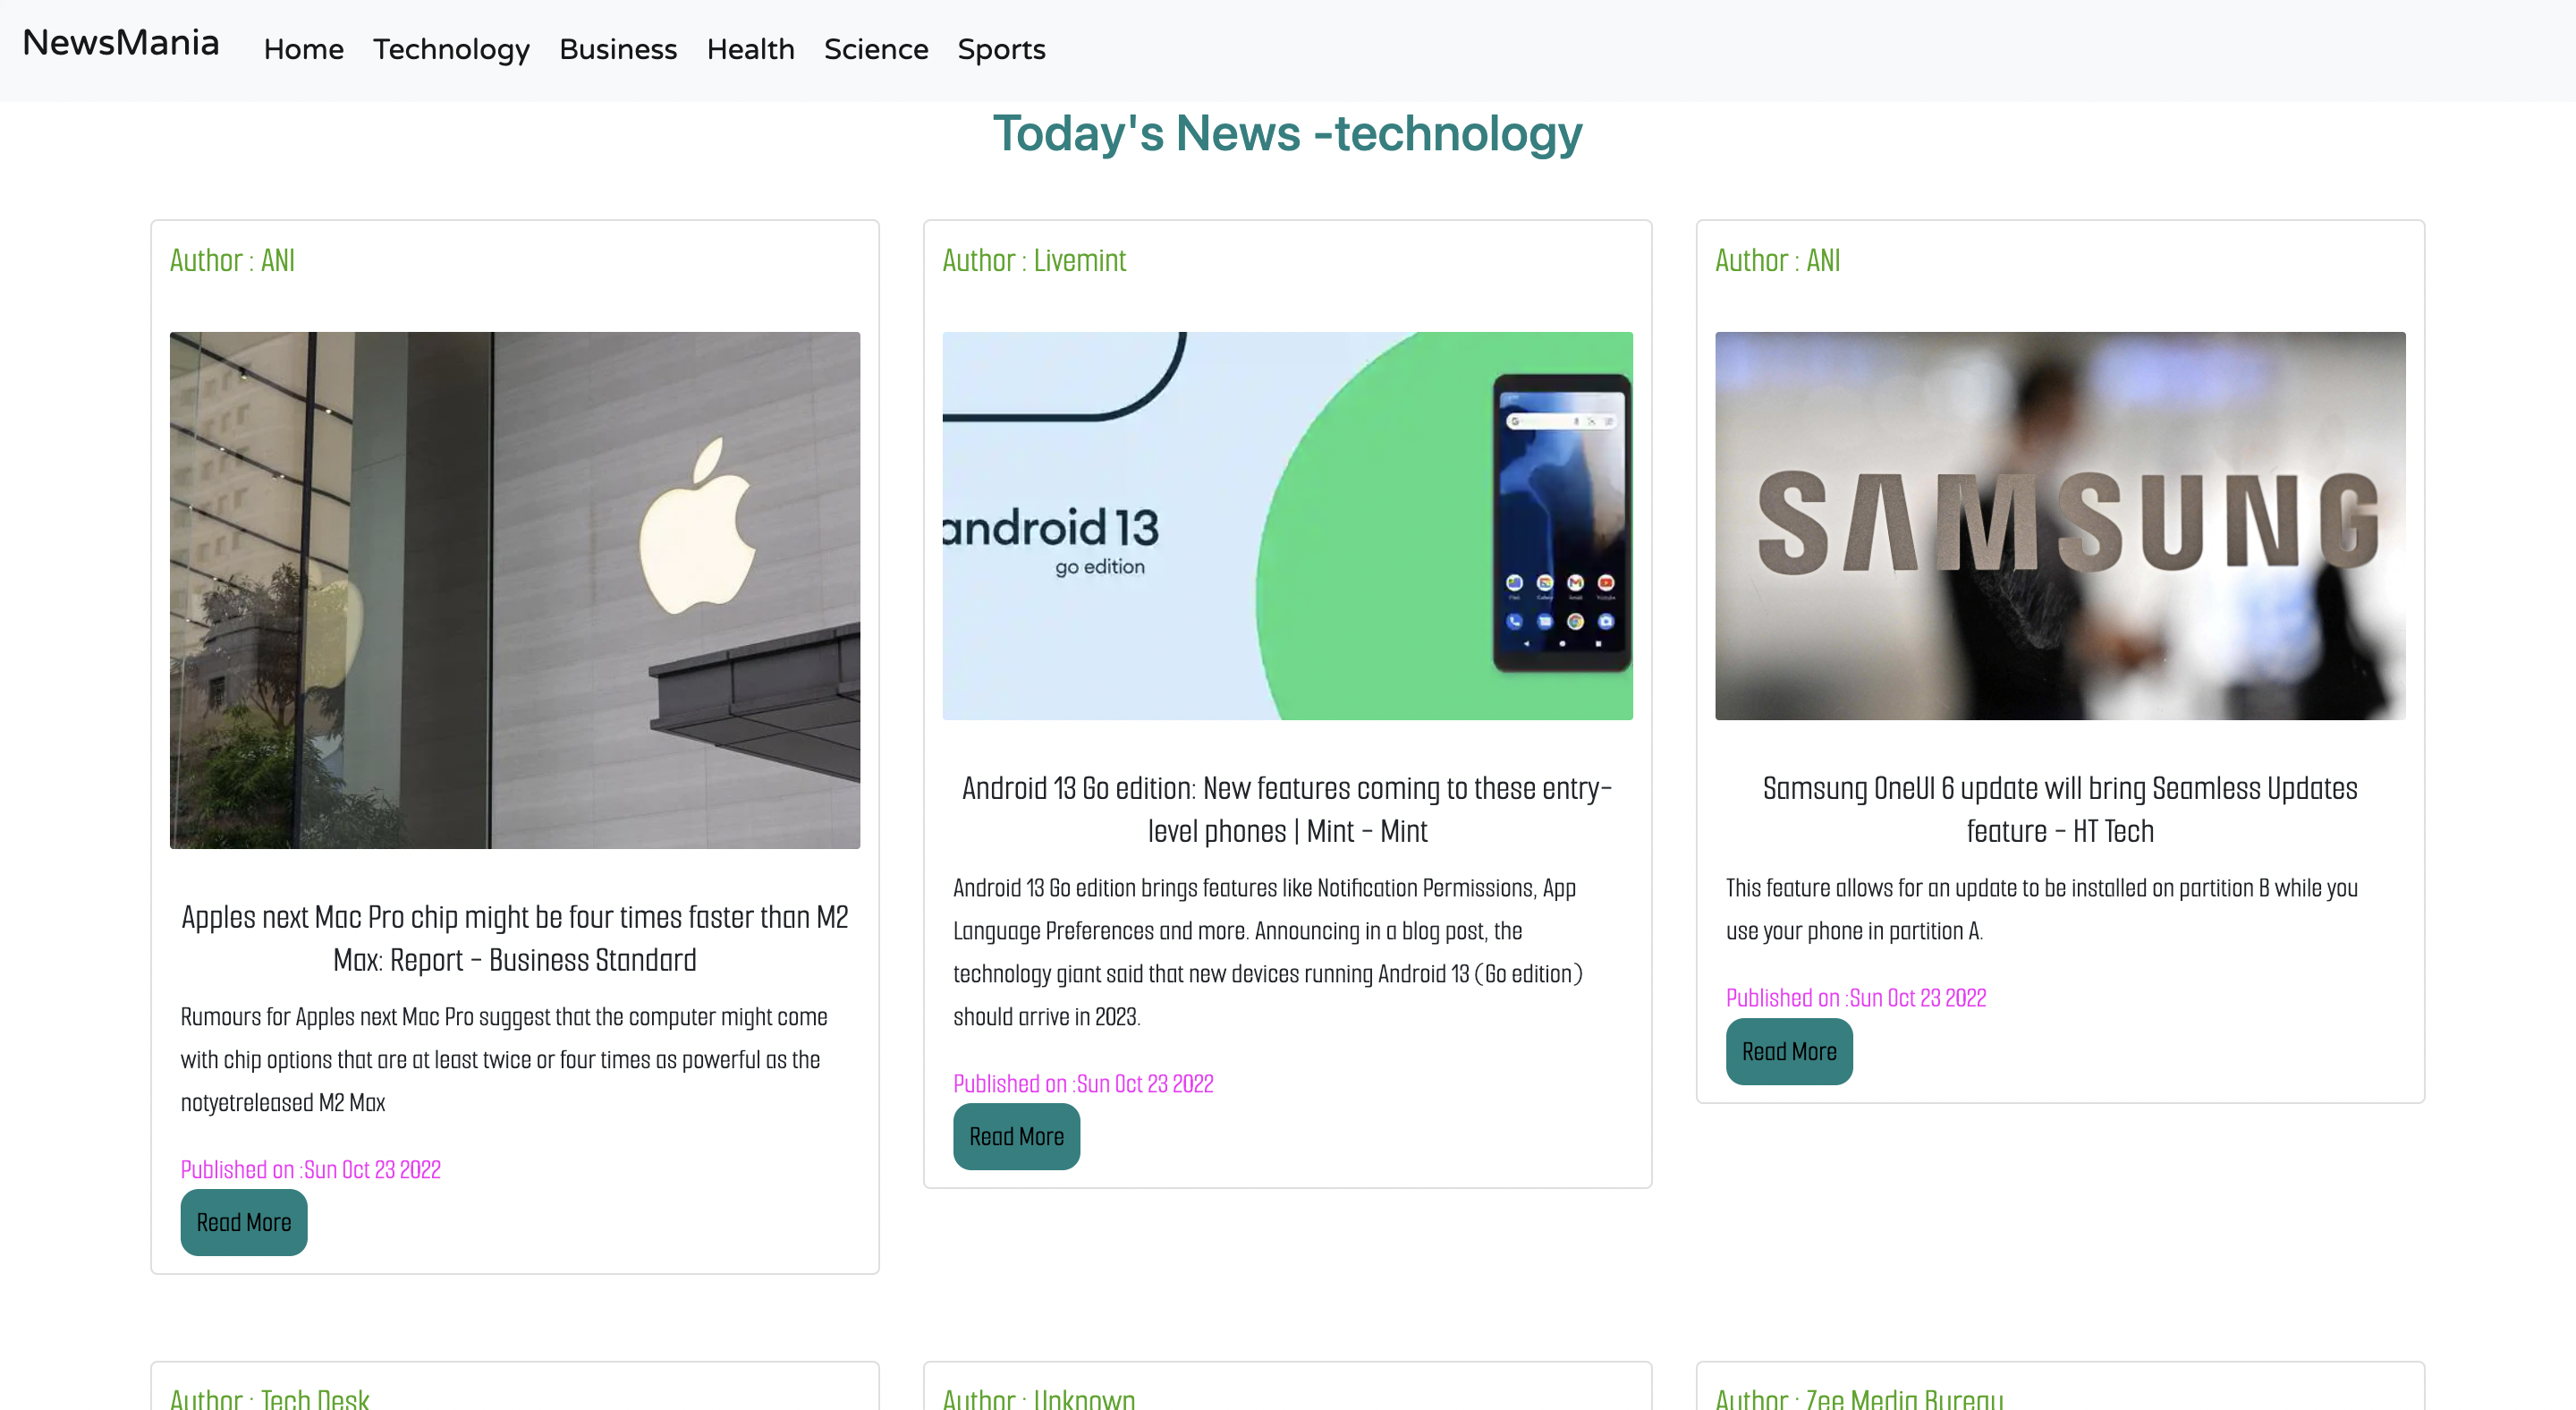 NewsMania Home Technology Business Health Science Sports
Today's News -technology
Author : ANI
Apples next Mac Pro chip might be four times faster than M2
Max: Report - Business Standard
Rumours for Apples next Mac Pro suggest that the computer might come
with chip options that are at least twice or four times as powerful as the
notyetreleased M2 Max
Published on :Sun Oct 23 2022
Read More
Author : Livemint
android 13
go edition
Android 13 Go edition: New features coming to these entry-
level phones | Mint - Mint
Android 13 Go edition brings features like Notification Permissions, App
Language Preferences and more. Announcing in a blog post, the
technology giant said that new devices running Android 13 (Go edition)
should arrive in 2023.
Published on :Sun Oct 23 2022
Read More
Author : ANI
SAMSUNG
Samsung OneUI 6 update will bring Seamless Updates
feature - HT Tech
This feature allows for an update to be installed on partition B while you
use your phone in partition A.
Published on :Sun Oct 23 2022
Read More
Author : Tech Desk
Author : Unknown
Author : Zee Media Bureau